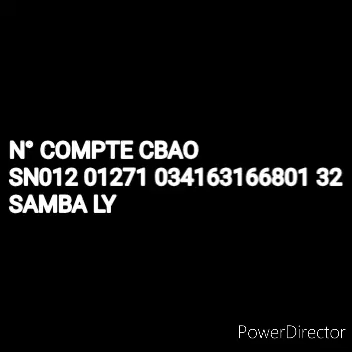 N° COMPTE CBAO
SN012 01271 034163166801 32
SAMBA LY
PowerDirector